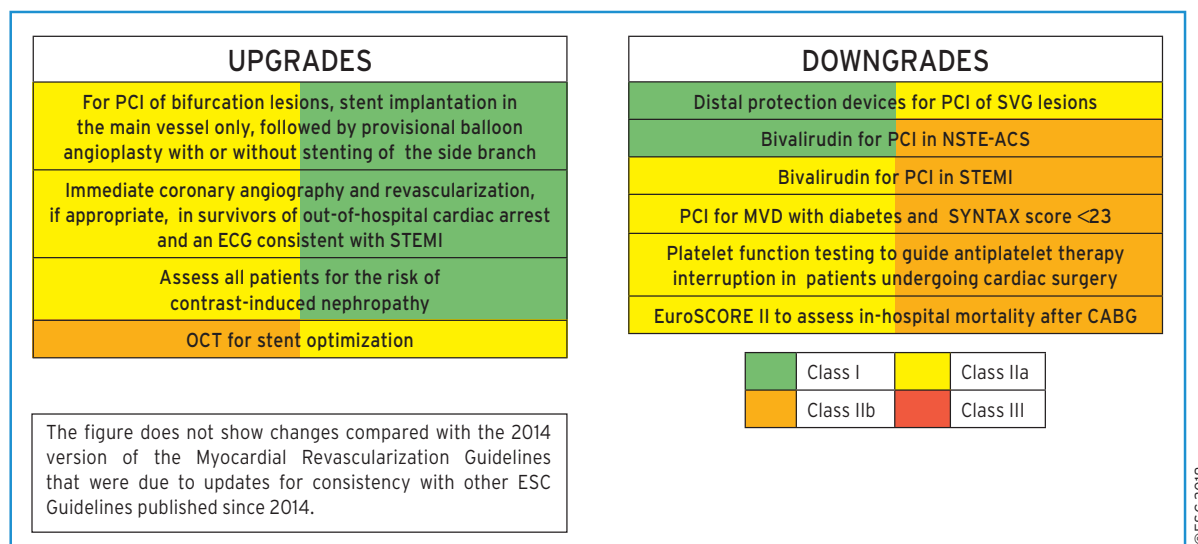 UPGRADES
For PCI of bifurcation lesions, stent implantation in
the main vessel only, followed by provisional balloon
angioplasty with or without stenting of the side branch
Immediate coronary angiography and revascularization,
if appropriate, in survivors of out-of-hospital cardiac arrest
and an ECG consistent with STEMI
Assess all patients for the risk of
contrast-induced nephropathy
OCT for stent optimization
The figure does not show changes compared with the 2014
version of the Myocardial Revascularization Guidelines
that were due to updates for consistency with other ESC
Guidelines published since 2014.
DOWNGRADES
Distal protection devices for PCI of SVG lesions
Bivalirudin for PCI in NSTE-ACS
Bivalirudin for PCI in STEMI
PCI for MVD with diabetes and SYNTAX score <23
Platelet function testing to guide antiplatelet therapy
interruption in patients undergoing cardiac surgery
EuroSCORE II to assess in-hospital mortality after CABG
Class I
Class IIa
Class IIb
Class III
©ESC 2018